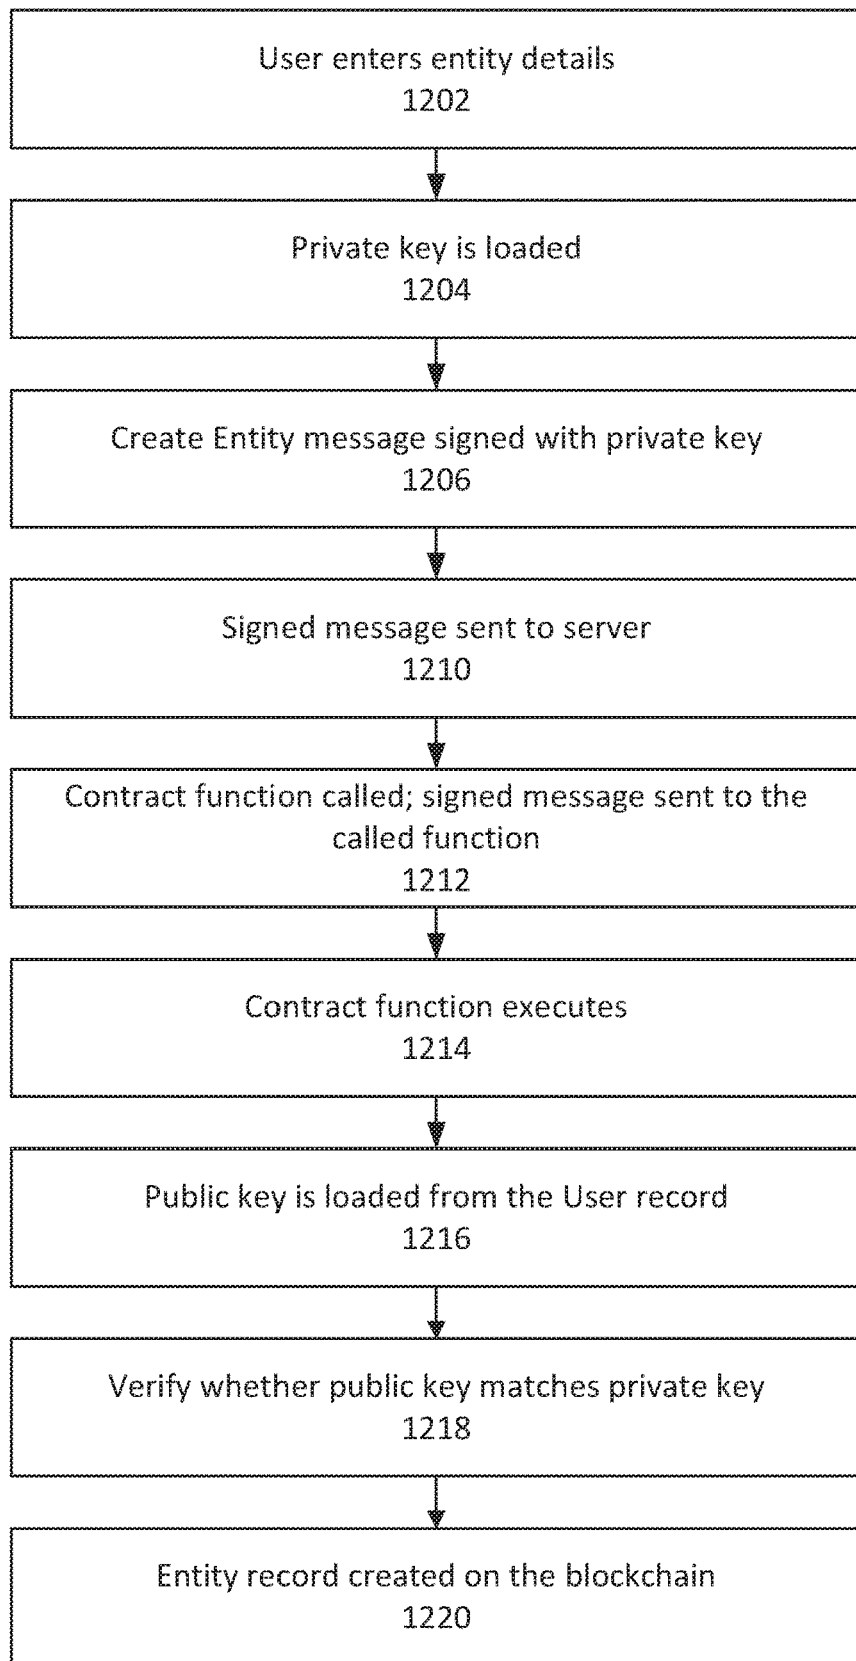 User enters entity details
1202
Private key is loaded
1204
Create Entity message signed with private key
1206
Signed message sent to server
1210
Contract function called; signed message sent to the
called function
1212
Contract function executes
1214
Public key is loaded from the User record
1216
Verify whether public key matches private key
1218
Entity record created on the blockchain
1220